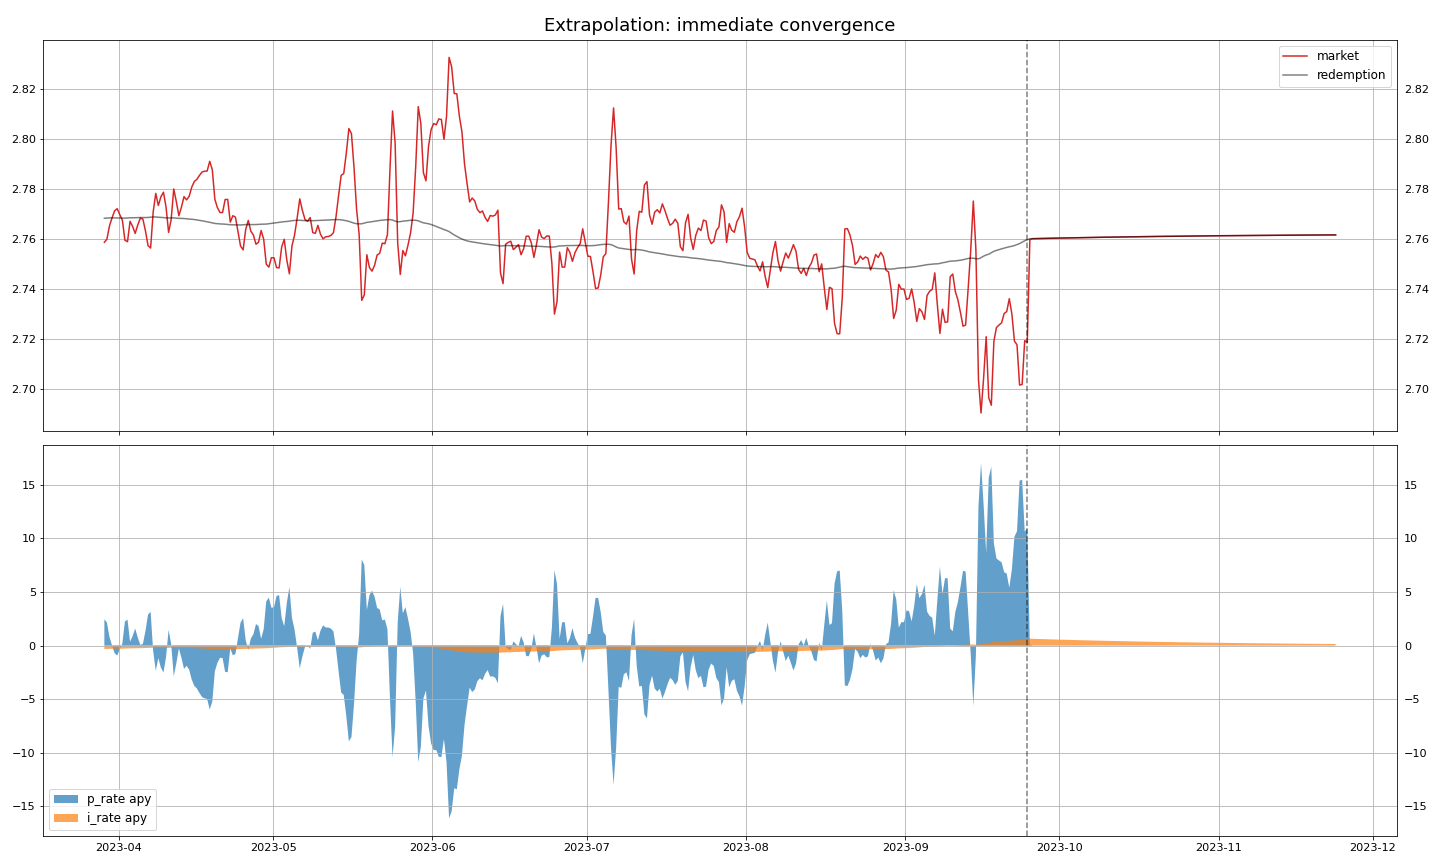 Extrapolation: immediate convergence
market
redemption
2.82 2.82
2.80 2.80
2.78 2.78
2.76 2.76
2.74 2.74
2.72 2.72
2.70 2.70
15 15
10 10
5 5
0 0
−5 −5
−10 −10
−15 −15
p_rate apy
i_rate apy
2023-04 2023-05 2023-06 2023-07 2023-08 2023-09 2023-10 2023-11 2023-12